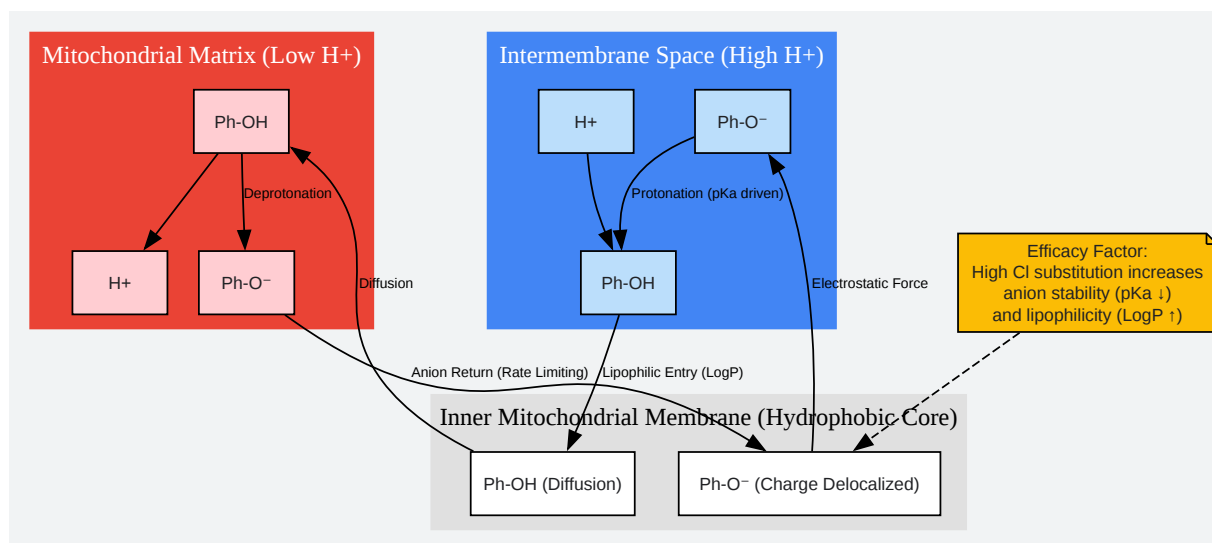 Mitochondrial Matrix (Low H+)
Intermembrane Space (High H+)
Ph-OH
H+
Ph-O⁻
Deprotonation
Protonation (pKa driven)
H+
Ph-O⁻
Ph-OH
Diffusion
Electrostatic Force
Efficacy Factor:
High Cl substitution increases
anion stability (pKa ↓)
and lipophilicity (LogP ↑)
Anion Return (Rate Limiting)
Lipophilic Entry (LogP)
Inner Mitochondrial Membrane (Hydrophobic Core)
Ph-OH (Diffusion)
Ph-O⁻ (Charge Delocalized)